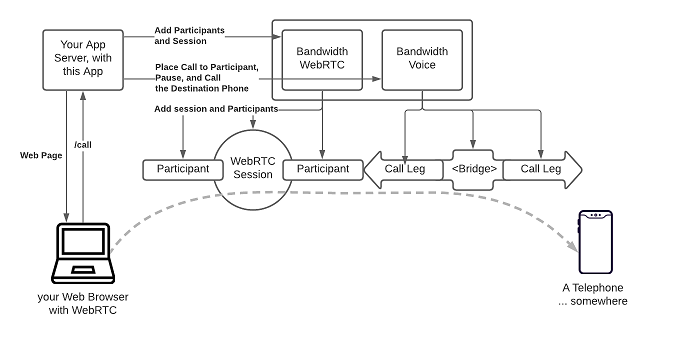 Your App
Server, with
this App
Add Participants
and Session
Bandwidth
WebRTC
Bandwidth
Voice
Place Call to Participant,
Pause, and Call
the Destination Phone
Add session and Participants
Web Page
/call
Participant
WebRTC
Session
Participant
Call Leg
<Bridge>
Call Leg
your Web Browser
with WebRTC
A Telephone
... somewhere